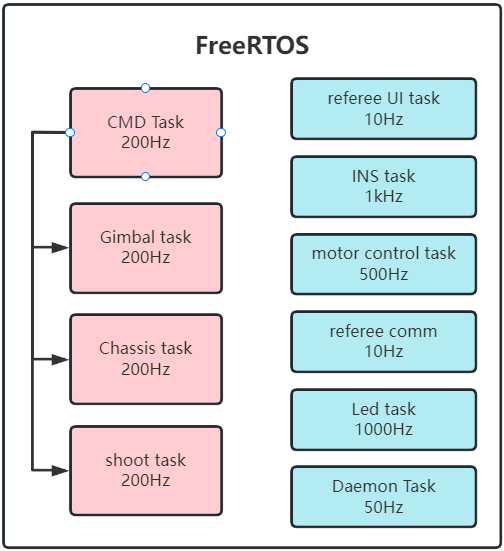 FreeRTOS
CMD Task
200Hz
Gimbal task
200Hz
Chassis task
200Hz
shoot task
200Hz
referee UI task
10Hz
INS task
1kHz
motor control task
500Hz
referee comm
10Hz
Led task
1000Hz
Daemon Task
50Hz